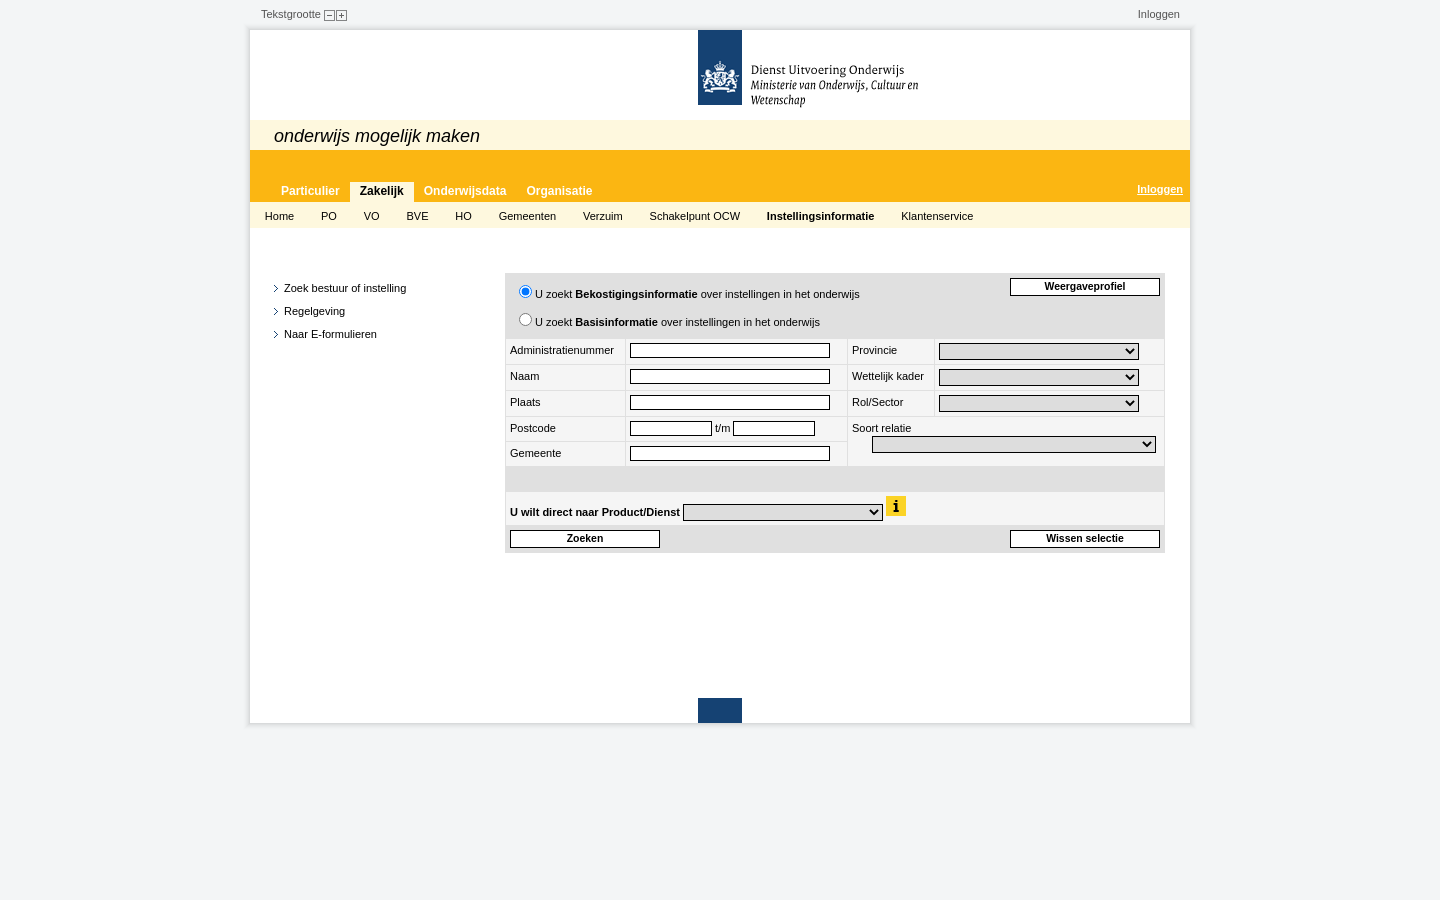 Tekstgrootte
Inloggen
Dienst Uitvoering Onderwijs
Ministerie van Onderwijs, Cultuur en
Wetenschap
onderwijs mogelijk maken
Particulier Zakelijk Onderwijsdata Organisatie Inloggen
Home PO VO BVE HO Gemeenten Verzuim Schakelpunt OCW Instellingsinformatie Klantenservice
Zoek bestuur of instelling
Regelgeving
Naar E-formulieren
U zoekt Bekostigingsinformatie over instellingen in het onderwijs
Weergaveprofiel
U zoekt Basisinformatie over instellingen in het onderwijs
Administratienummer Provincie
Naam Wettelijk kader
Plaats Rol/Sector
Postcode t/m Soort relatie
Gemeente
U wilt direct naar Product/Dienst i
Zoeken Wissen selectie